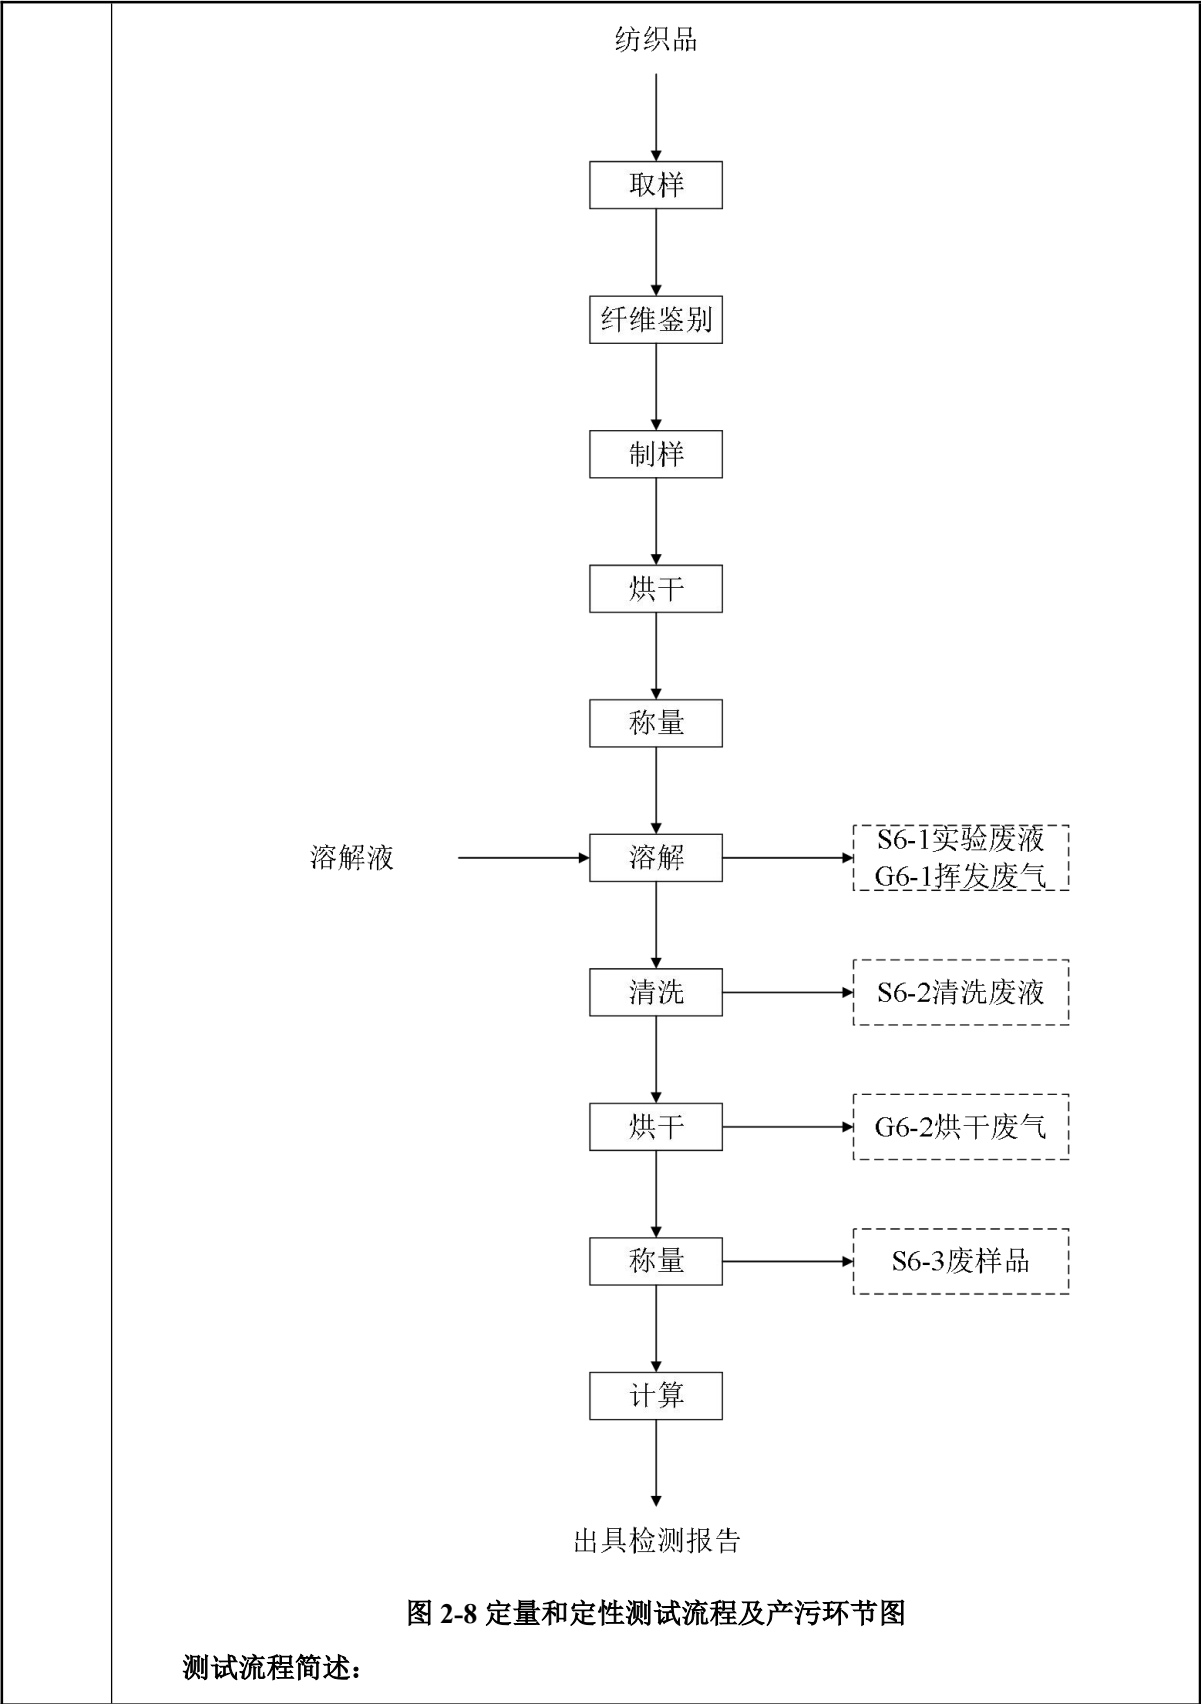 纺织品
取样
纤维鉴别
制样
烘干
称量
溶解液
溶解
S6-1实验废液
G6-1挥发废气
清洗
S6-2清洗废液
烘干
G6-2烘干废气
称量
S6-3废样品
计算
出具检测报告
图 2-8 定量和定性测试流程及产污环节图
测试流程简述：